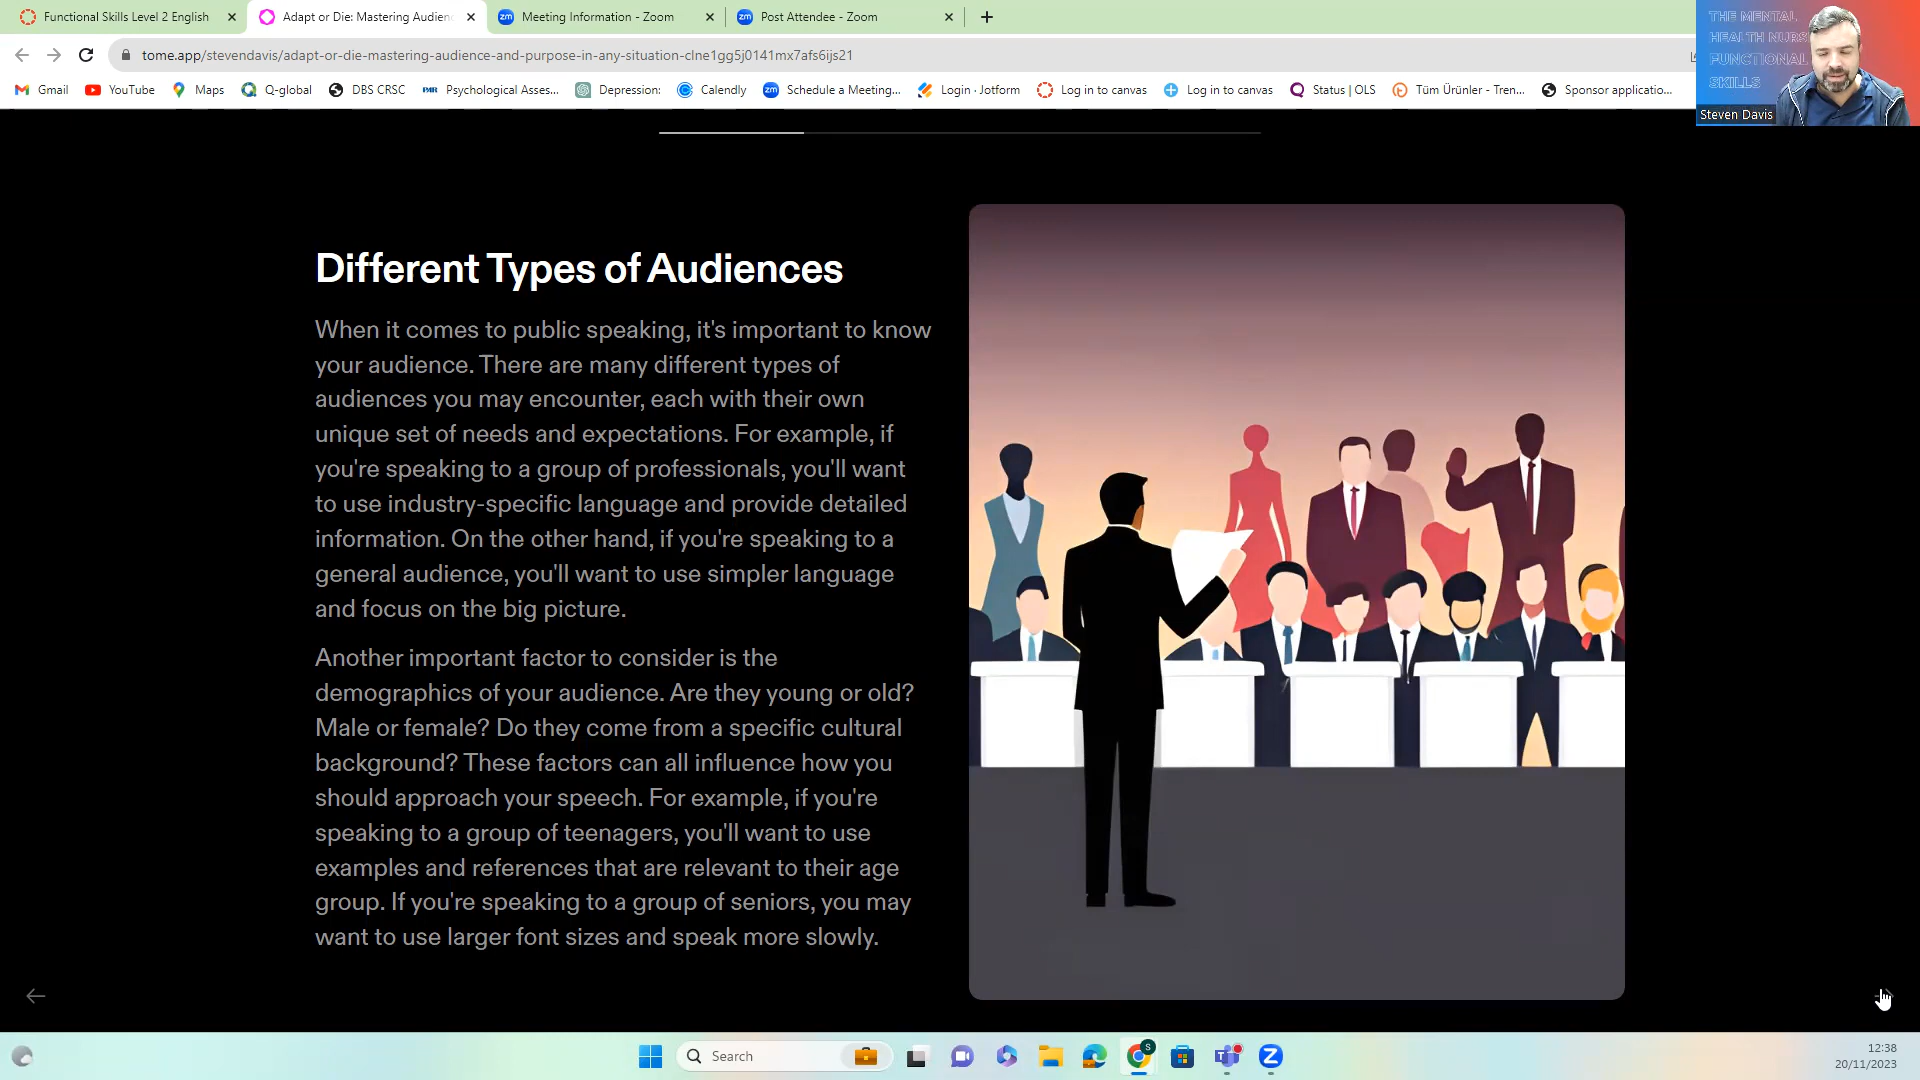 Functional Skills Level 2 English
Adapt or Die: Mastering Audien
Meeting Information - Zoom
Post Attendee - Zoom
tome.app/stevendavis/adapt-or-die-mastering-audience-and-purpose-in-any-situation-clne1gg5j0141mx7afs6ijs21
Gmail
YouTube
Maps
Q-global
DBS CRSC
Psychological Asses...
Depression:
Calendly
Schedule a Meeting...
Login · Jotform
Log in to canvas
Log in to canvas
Status | OLS
Tüm Ürünler - Tren...
Sponsor applicatio...
THE MENTAL
HEALTH NURS
FUNCTIONAL
SKILLS
Steven Davis
Different Types of Audiences
When it comes to public speaking, it's important to know
your audience. There are many different types of
audiences you may encounter, each with their own
unique set of needs and expectations. For example, if
you're speaking to a group of professionals, you'll want
to use industry-specific language and provide detailed
information. On the other hand, if you're speaking to a
general audience, you'll want to use simpler language
and focus on the big picture.
Another important factor to consider is the
demographics of your audience. Are they young or old?
Male or female? Do they come from a specific cultural
background? These factors can all influence how you
should approach your speech. For example, if you're
speaking to a group of teenagers, you'll want to use
examples and references that are relevant to their age
group. If you're speaking to a group of seniors, you may
want to use larger font sizes and speak more slowly.
Search
12:38
20/11/2023